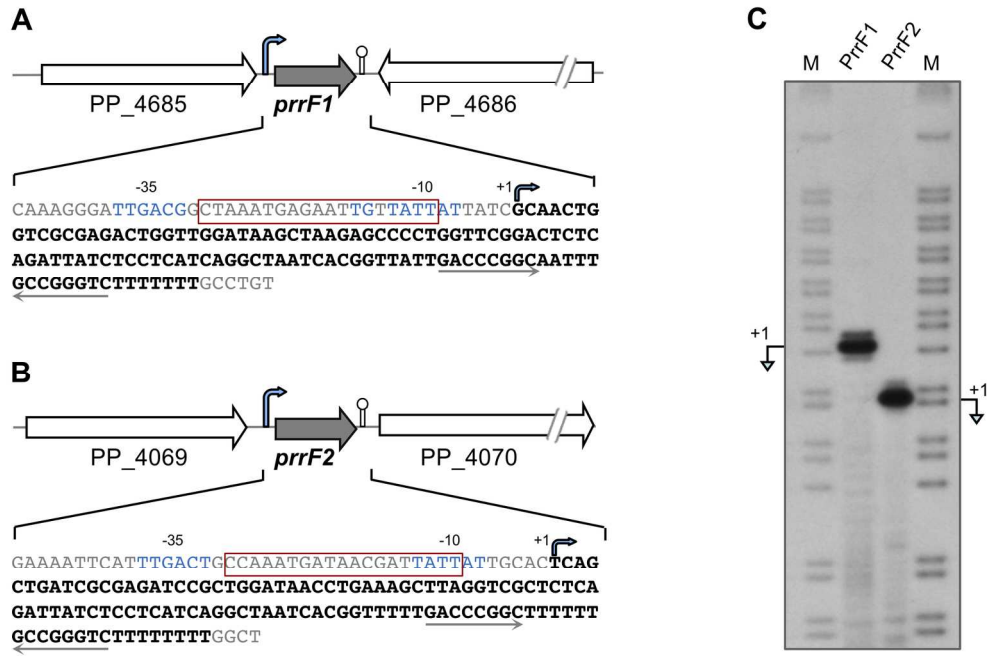 A
PP_4685
prrF1
PP_4686
-35 -10 +1
CAAAGGGATTGACGGCTAAATGAGAATTGTTATTATTATCGCAACTG
GTCGCGAGACTGGTTGGATAAGCTAAGAGCCCCTGGTTCGGACTCTC
AGATTATCTCCTCATCAGGCTAATCACGGTTATTGACCCGGCAATTT
GCCGGGTCTTTTTTTGCCTGT
B
PP_4069
prrF2
PP_4070
-35 -10 +1
GAAAATTCATTTGACTGCCAAATGATAACGATTATTATTGCACTCAG
CTGATCGCGAGATCCGCTGGATAACCTGAAAGCTTAGGTCGCTCTCA
GATTATCTCCTCATCAGGCTAATCACGGTTTTTGACCCGGCTTTTTT
GCCGGGTCTTTTTTTTGGCT
C
M PrrF1 PrrF2 M
+1
+1